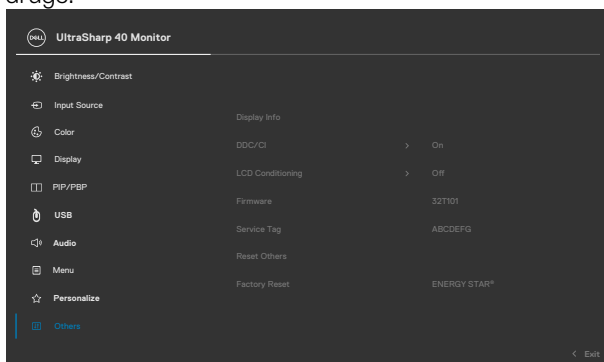 drugo.
DELL UltraSharp 40 Monitor
Brightness/Contrast
Input Source
Color
Display
PIP/PBP
USB
Audio
Menu
Personalize
Others
Display Info
DDC/CI > On
LCD Conditioning > Off
Firmware 32T101
Service Tag ABCDEFG
Reset Others
Factory Reset ENERGY STAR®
< Exit